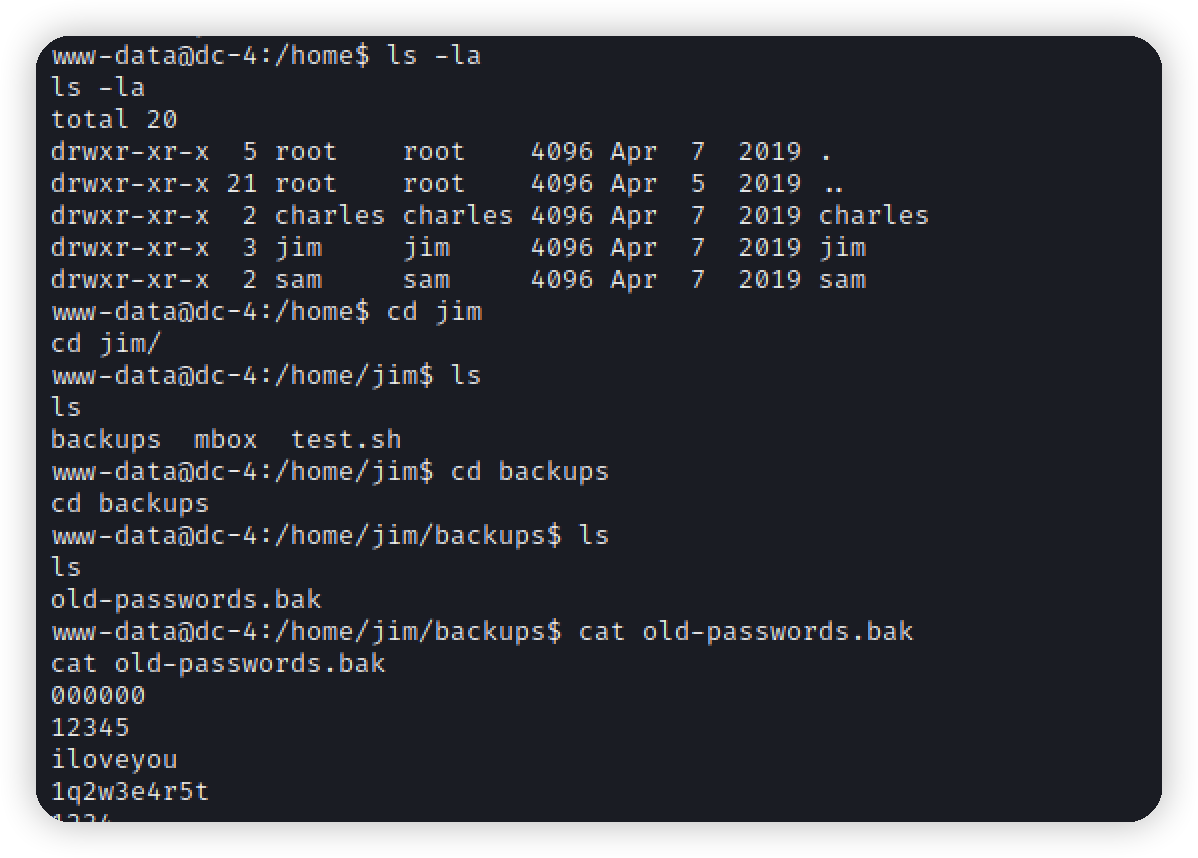 www-data@dc-4:/home$ ls -la
ls -la
total 20
drwxr-xr-x  5 root    root    4096 Apr  7  2019 .
drwxr-xr-x 21 root    root    4096 Apr  5  2019 ..
drwxr-xr-x  2 charles charles 4096 Apr  7  2019 charles
drwxr-xr-x  3 jim     jim     4096 Apr  7  2019 jim
drwxr-xr-x  2 sam     sam     4096 Apr  7  2019 sam
www-data@dc-4:/home$ cd jim
cd jim/
www-data@dc-4:/home/jim$ ls
ls
backups  mbox  test.sh
www-data@dc-4:/home/jim$ cd backups
cd backups
www-data@dc-4:/home/jim/backups$ ls
ls
old-passwords.bak
www-data@dc-4:/home/jim/backups$ cat old-passwords.bak
cat old-passwords.bak
000000
12345
iloveyou
1q2w3e4r5t
1234